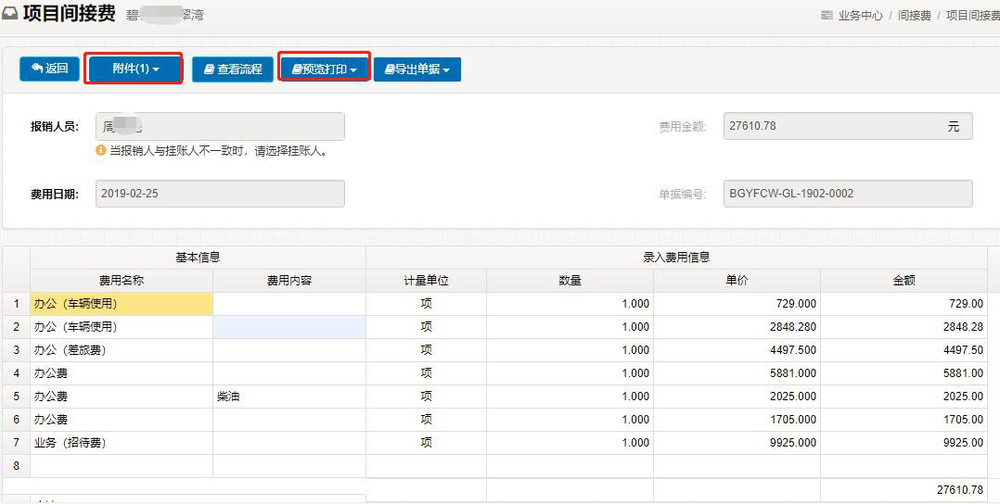 项目间接费 碧 翠湾 业务中心 / 间接费 / 项目间接费
返回 附件(1) 查看流程 预览打印 导出单据
报销人员: 周 费用金额: 27610.78 元
当报销人与挂账人不一致时，请选择挂账人。
费用日期: 2019-02-25 单据编号: BGYFCW-GL-1902-0002
基本信息 录入费用信息
费用名称 费用内容 计量单位 数量 单价 金额
1 办公（车辆使用） 项 1.000 729.000 729.00
2 办公（车辆使用） 项 1.000 2848.280 2848.28
3 办公（差旅费） 项 1.000 4497.500 4497.50
4 办公费 项 1.000 5881.000 5881.00
5 办公费 柴油 项 1.000 2025.000 2025.00
6 办公费 项 1.000 1705.000 1705.00
7 业务（招待费） 项 1.000 9925.000 9925.00
8
27610.78